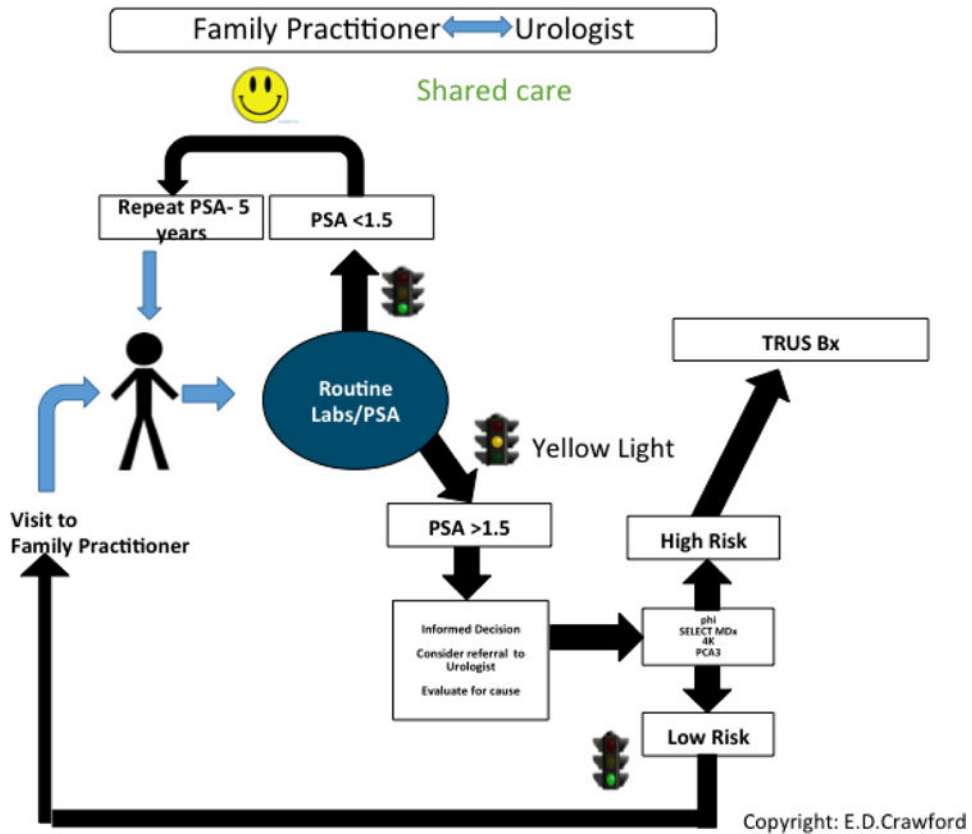 Family Practitioner Urologist
Shared care
Repeat PSA- 5
years
PSA <1.5
TRUS Bx
Routine
Labs/PSA
Yellow Light
Visit to
Family Practitioner
PSA >1.5
High Risk
Informed Decision
Consider referral to
Urologist
Evaluate for cause
phi
SELECT MDx
4K
PCA3
Low Risk
Copyright: E.D.Crawford